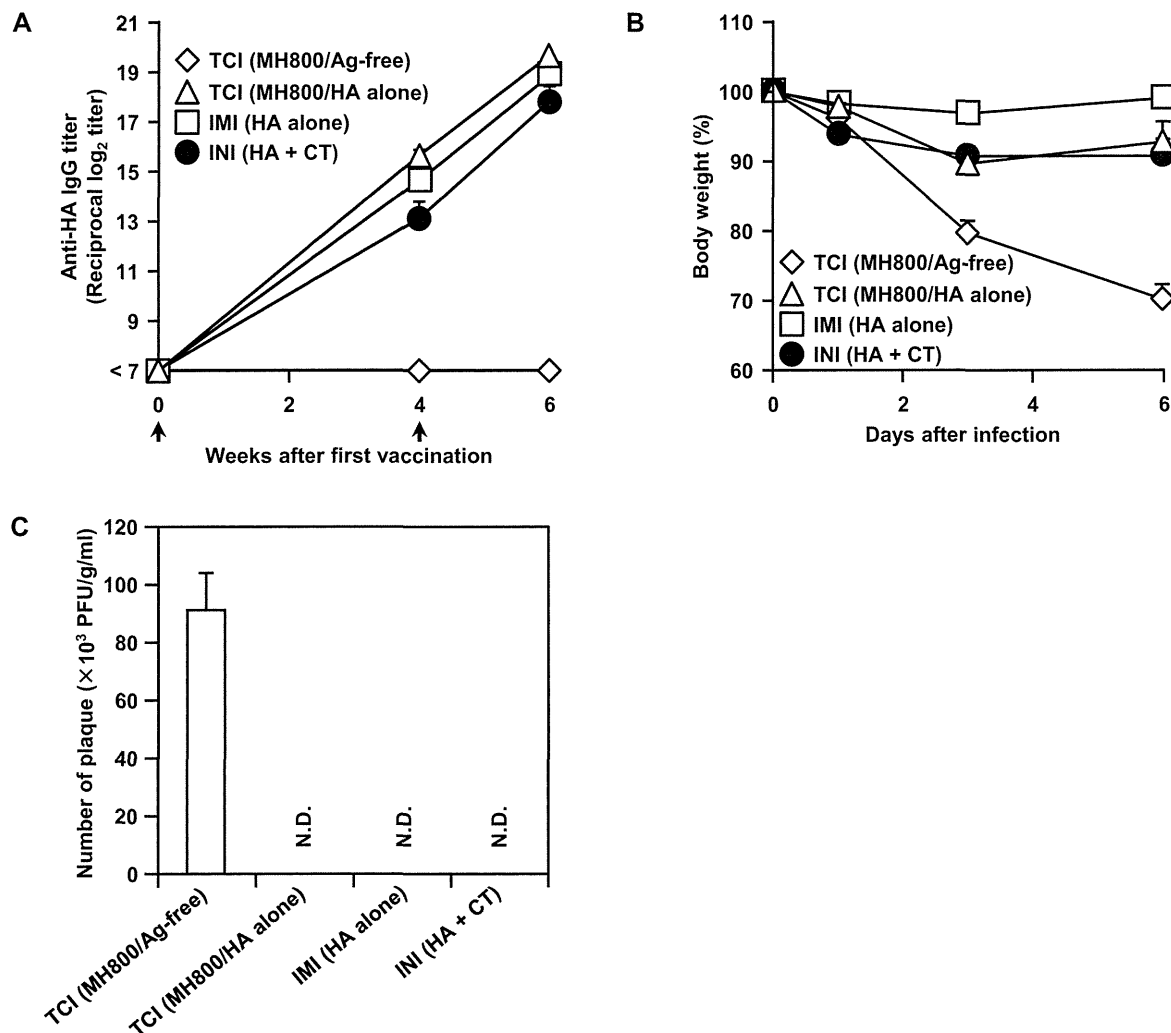 A
21
19
17
15
13
11
9
< 7
Anti-HA IgG titer
(Reciprocal log₂ titer)
TCI (MH800/Ag-free)
TCI (MH800/HA alone)
IMI (HA alone)
INI (HA + CT)
0 2 4 6
Weeks after first vaccination
B
110
100
90
80
70
60
Body weight (%)
TCI (MH800/Ag-free)
TCI (MH800/HA alone)
IMI (HA alone)
INI (HA + CT)
0 2 4 6
Days after infection
C
120
100
80
60
40
20
0
Number of plaque (×10³ PFU/g/ml)
N.D. N.D. N.D.
TCI (MH800/Ag-free)
TCI (MH800/HA alone)
IMI (HA alone)
INI (HA + CT)